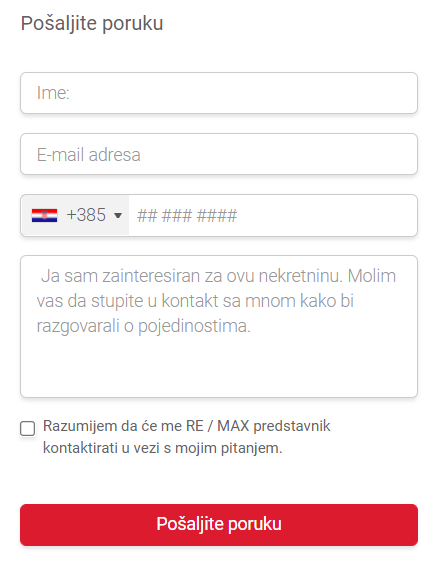 Pošaljite poruku
Ime:
E-mail adresa
+385 ## ### ####
Ja sam zainteresiran za ovu nekretninu. Molim
vas da stupite u kontakt sa mnom kako bi
razgovarali o pojedinostima.
Razumijem da će me RE / MAX predstavnik
kontaktirati u vezi s mojim pitanjem.
Pošaljite poruku